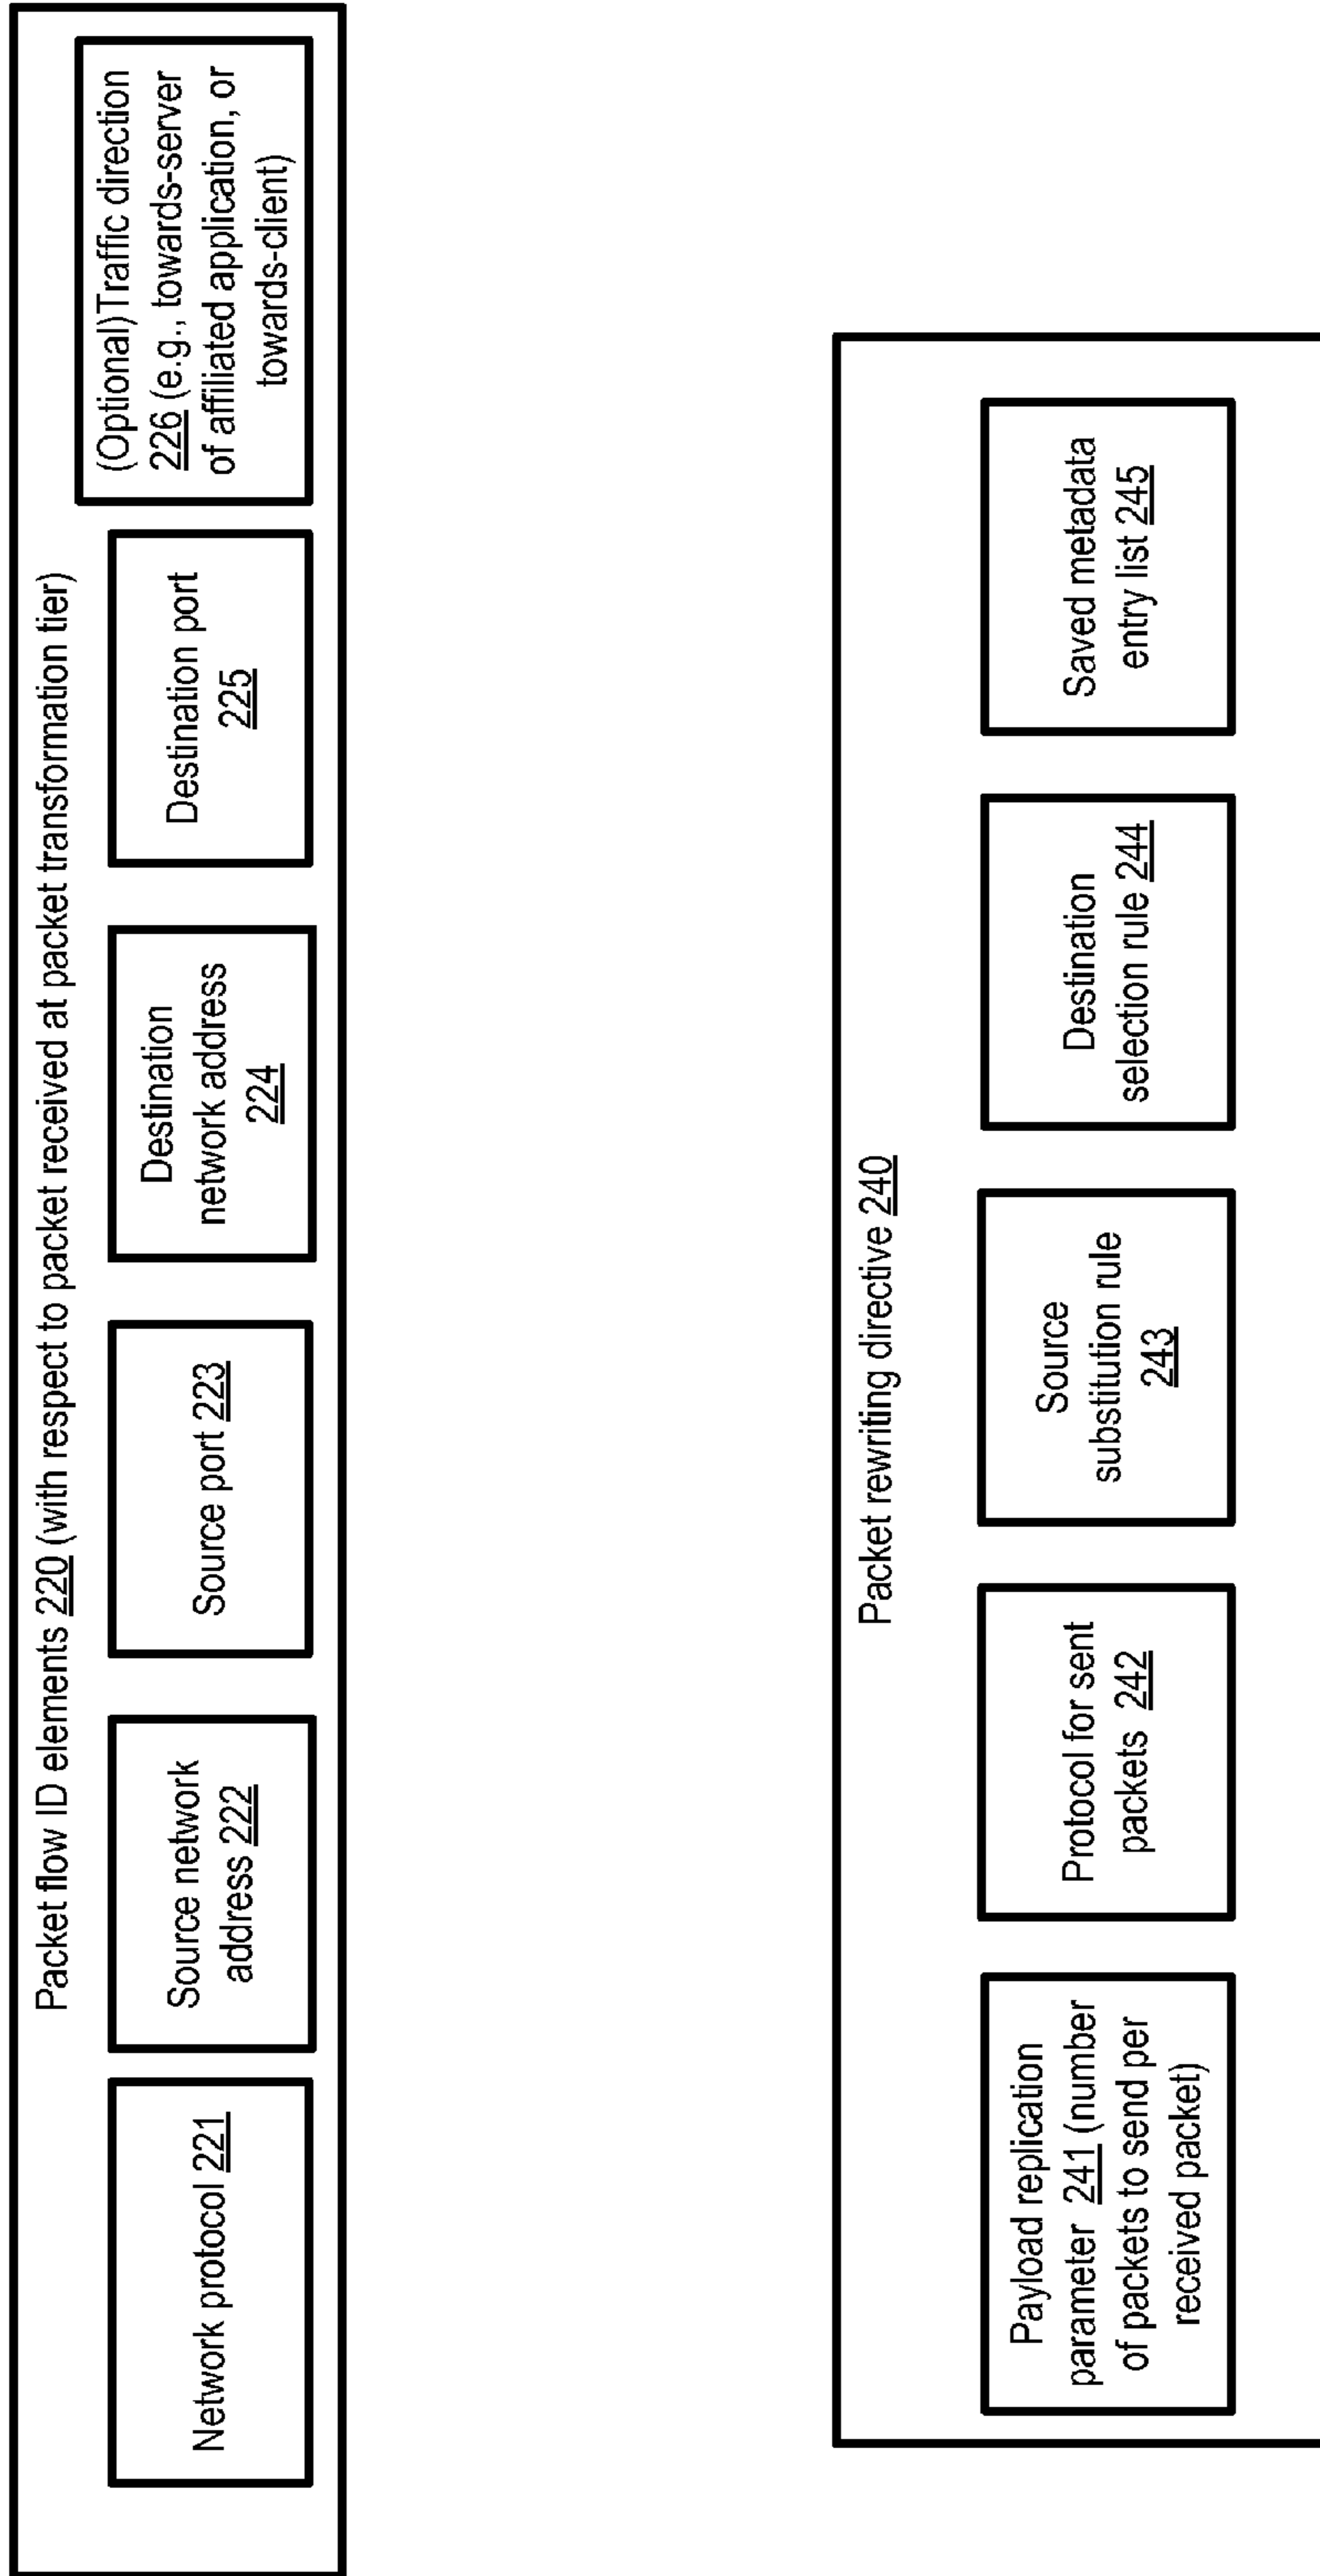 Packet flow ID elements 220 (with respect to packet received at packet transformation tier)
Network protocol 221
Source network
address 222
Source port 223
Destination
network address
224
Destination port
225
(Optional)Traffic direction
226 (e.g., towards-server
of affiliated application, or
towards-client)
Packet rewriting directive 240
Payload replication
parameter 241 (number
of packets to send per
received packet)
Protocol for sent
packets 242
Source
substitution rule
243
Destination
selection rule 244
Saved metadata
entry list 245